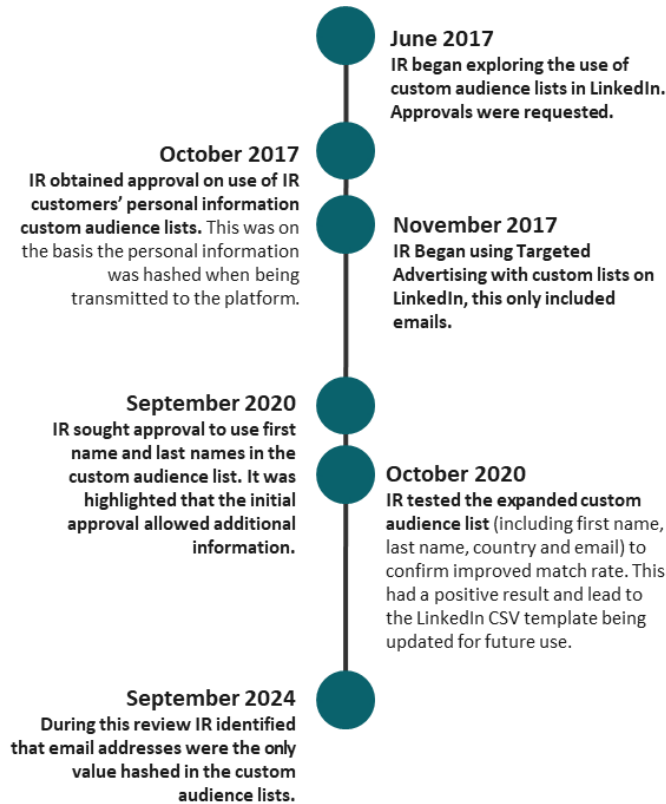 June 2017
IR began exploring the use of
custom audience lists in LinkedIn.
Approvals were requested.
October 2017
IR obtained approval on use of IR
customers’ personal information
custom audience lists. This was on
the basis the personal information
was hashed when being
transmitted to the platform.
November 2017
IR Began using Targeted
Advertising with custom lists on
LinkedIn, this only included
emails.
September 2020
IR sought approval to use first
name and last names in the
custom audience list. It was
highlighted that the initial
approval allowed additional
information.
October 2020
IR tested the expanded custom
audience list (including first name,
last name, country and email) to
confirm improved match rate. This
had a positive result and lead to
the LinkedIn CSV template being
updated for future use.
September 2024
During this review IR identified
that email addresses were the only
value hashed in the custom
audience lists.